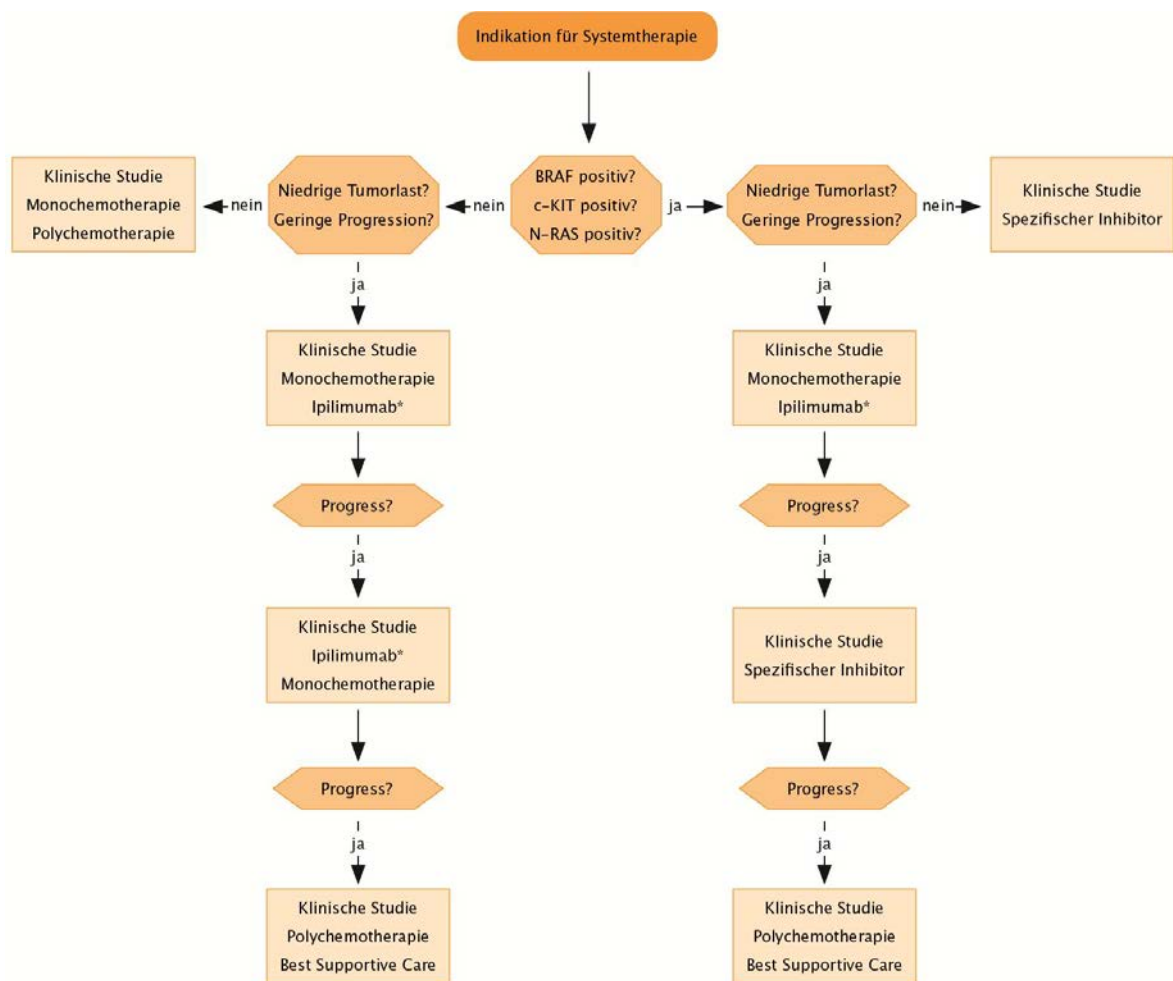 Indikation für Systemtherapie
BRAF positiv?
c-KIT positiv?
N-RAS positiv?
nein
ja
Niedrige Tumorlast?
Geringe Progression?
nein
Klinische Studie
Monochemotherapie
Polychemotherapie
Niedrige Tumorlast?
Geringe Progression?
nein
Klinische Studie
Spezifischer Inhibitor
ja
Klinische Studie
Monochemotherapie
Ipilimumab*
Progress?
ja
Klinische Studie
Ipilimumab*
Monochemotherapie
Progress?
ja
Klinische Studie
Polychemotherapie
Best Supportive Care
ja
Klinische Studie
Monochemotherapie
Ipilimumab*
Progress?
ja
Klinische Studie
Spezifischer Inhibitor
Progress?
ja
Klinische Studie
Polychemotherapie
Best Supportive Care